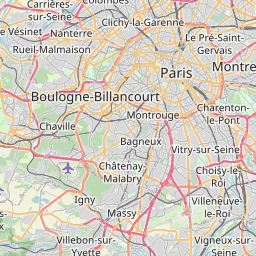 Carrières-
sur-Seine
Colombes
Clichy-la-Garenne
Nanterre
Vésinet
Rueil-Malmaison
Le Pré-Saint-
Gervais
Paris
Montre
Boulogne-Billancourt
Charenton-
le-Pont
Montrouge
Chaville
Bagneux
Vitry-sur-Seine
Châtenay-
Malabry
Choisy-le-
Roi
Igny
Villeneuve-
le-Roi
Massy
Villebon-sur-
Yvette
Vigneux-sur-
Seine